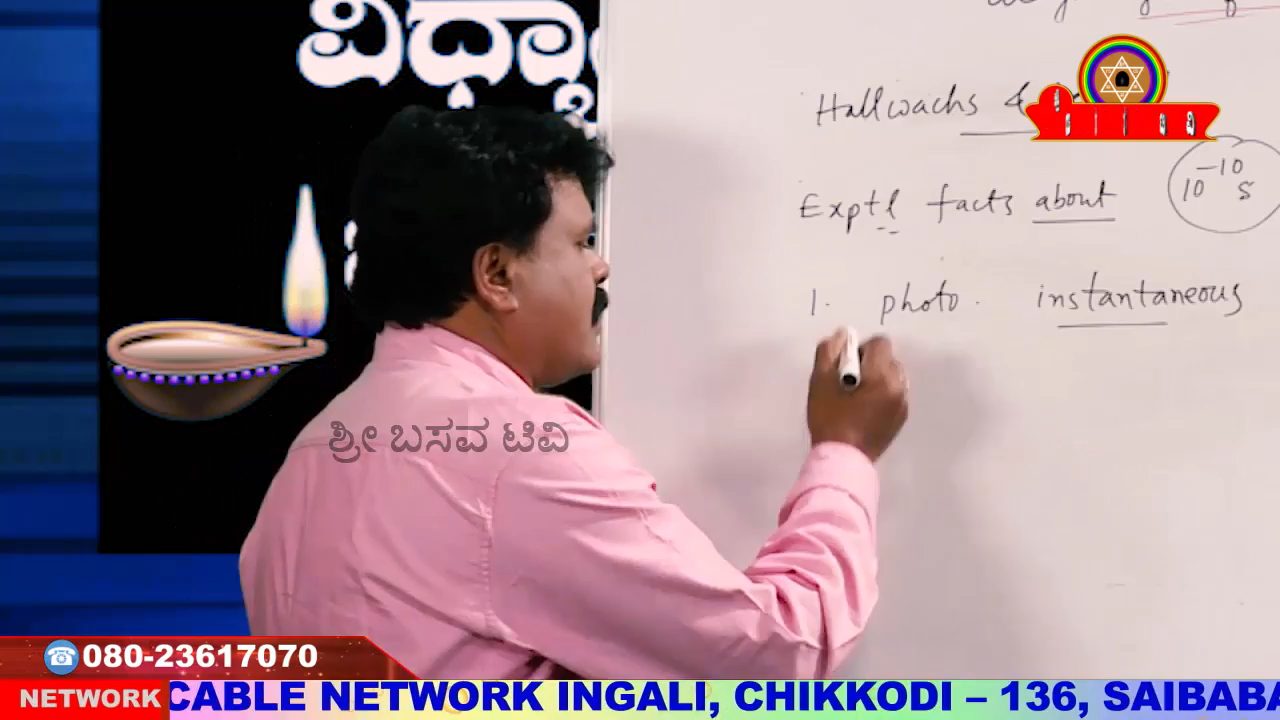 ವಿಧ್ಯಾ
Hallwachs &
Exptl facts about
10⁻¹⁰ s
1. photo. instantaneous
ಶ್ರೀ ಬಸವ ಟಿವಿ
080-23617070
NETWORK CABLE NETWORK INGALI, CHIKKODI – 136, SAIBABA